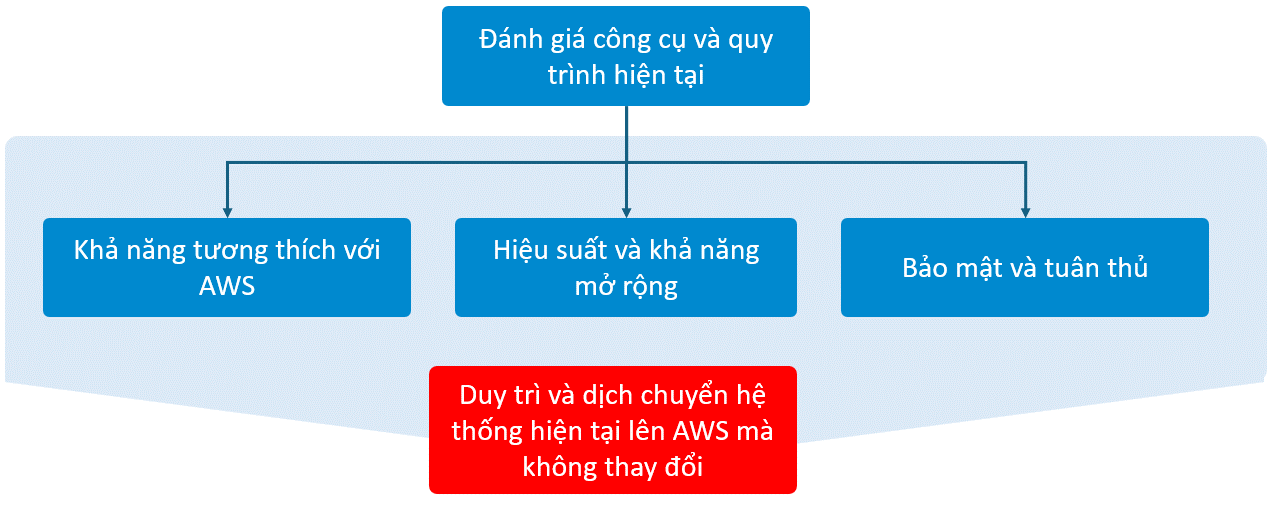 Đánh giá công cụ và quy
trình hiện tại
Khả năng tương thích với
AWS
Hiệu suất và khả năng
mở rộng
Bảo mật và tuân thủ
Duy trì và dịch chuyển hệ
thống hiện tại lên AWS mà
không thay đổi